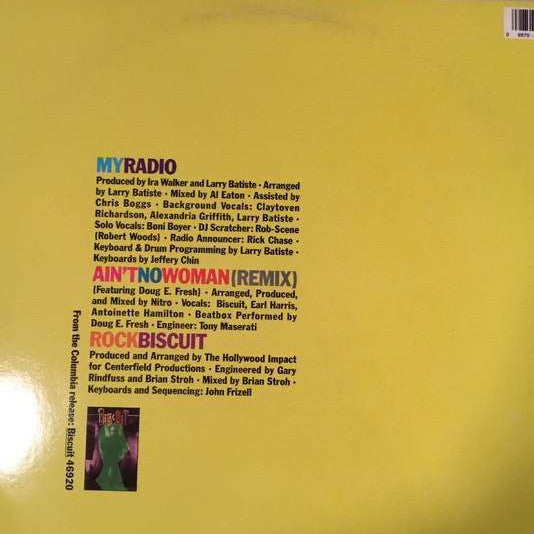 MYRADIO
Produced by Ira Walker and Larry Batiste • Arranged
by Larry Batiste • Mixed by Al Eaton • Assisted by
Chris Boggs • Background Vocals: Claytoven
Richardson, Alexandria Griffith, Larry Batiste •
Solo Vocals: Boni Boyer • DJ Scratcher: Rob-Scene
(Robert Woods) • Radio Announcer: Rick Chase •
Keyboard & Drum Programming by Larry Batiste •
Keyboards by Jeffery Chin
AIN'TNOWOMAN(REMIX)
(Featuring Doug E. Fresh) • Arranged, Produced,
and Mixed by Nitro • Vocals: Biscuit, Earl Harris,
Antoinette Hamilton • Beatbox Performed by
Doug E. Fresh • Engineer: Tony Maserati
ROCKBISCUIT
Produced and Arranged by The Hollywood Impact
for Centerfield Productions • Engineered by Gary
Rindfuss and Brian Stroh • Mixed by Brian Stroh •
Keyboards and Sequencing: John Frizell
From the Columbia release: Biscuit 46920